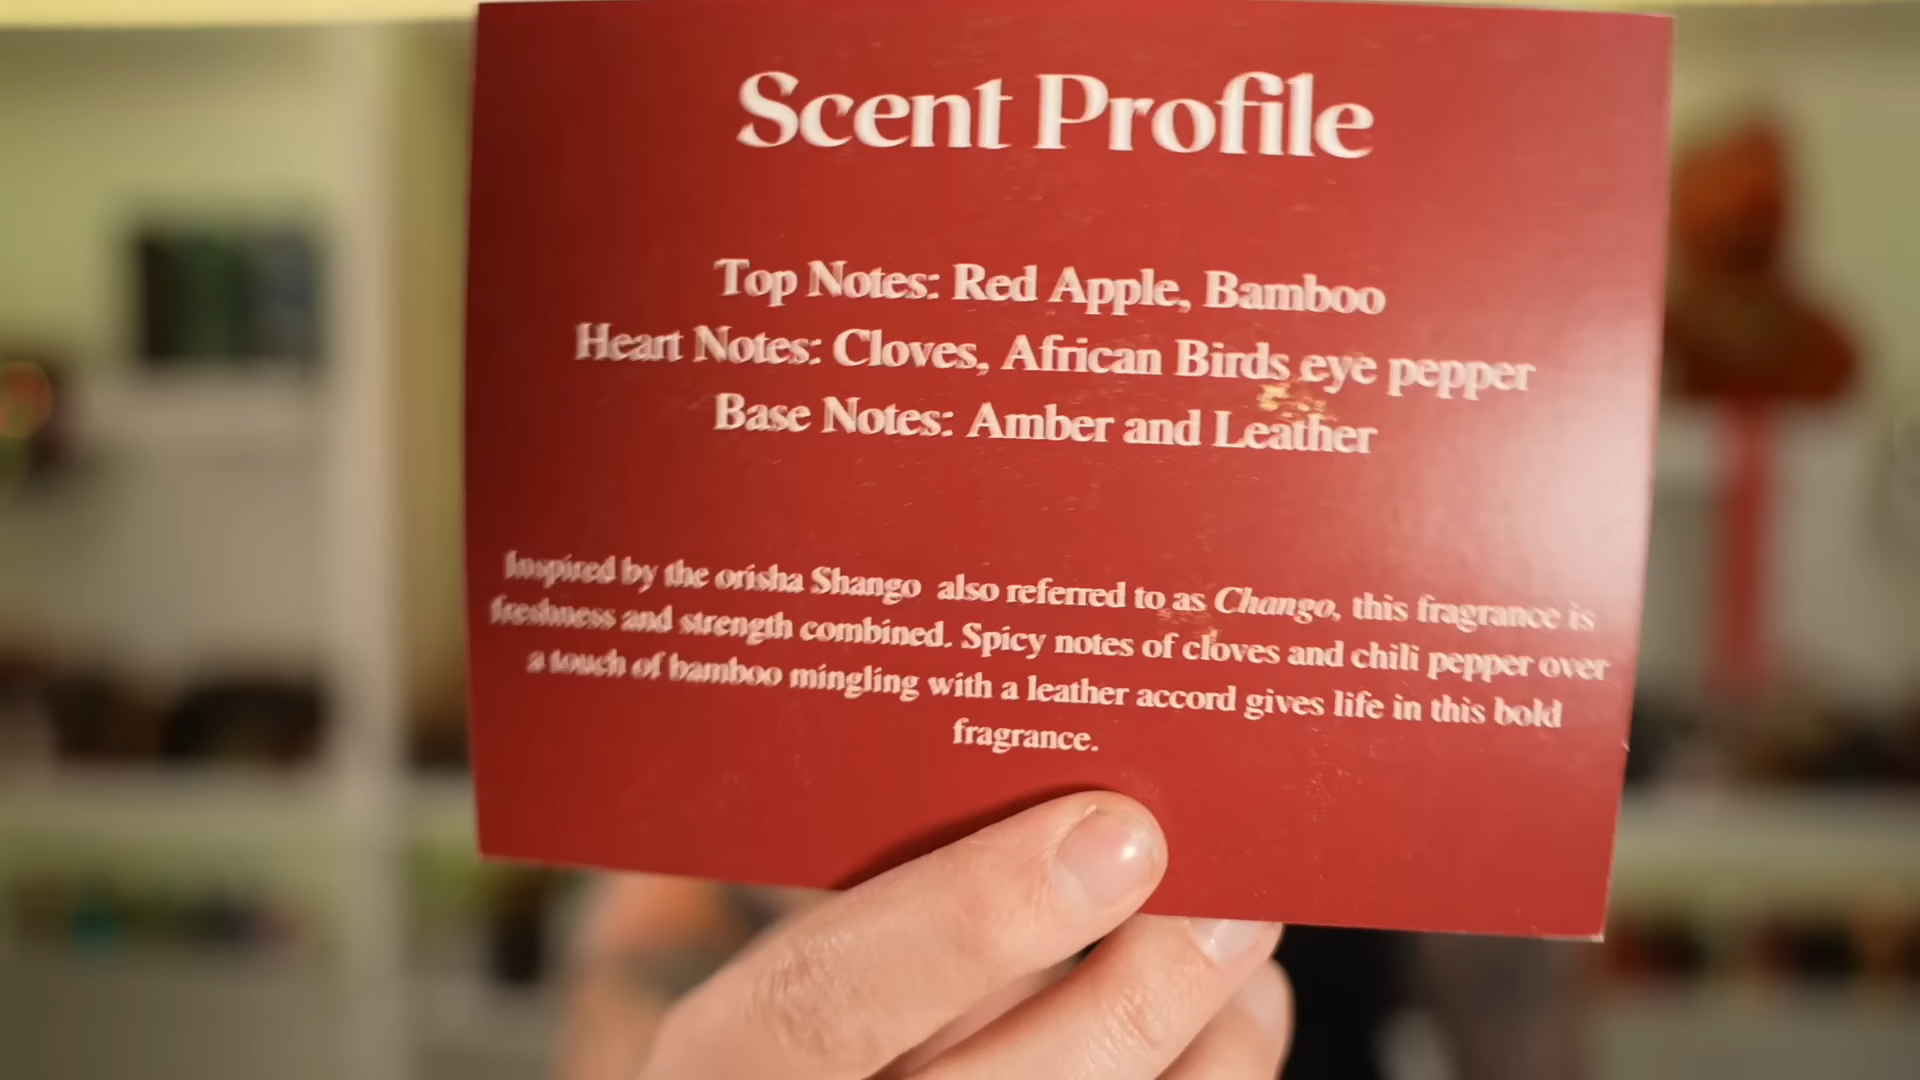 Scent Profile
Top Notes: Red Apple, Bamboo
Heart Notes: Cloves, African Birds eye pepper
Base Notes: Amber and Leather
Inspired by the orisha Shango also referred to as Chango, this fragrance is
freshness and strength combined. Spicy notes of cloves and chili pepper over
a touch of bamboo mingling with a leather accord gives life in this bold
fragrance.